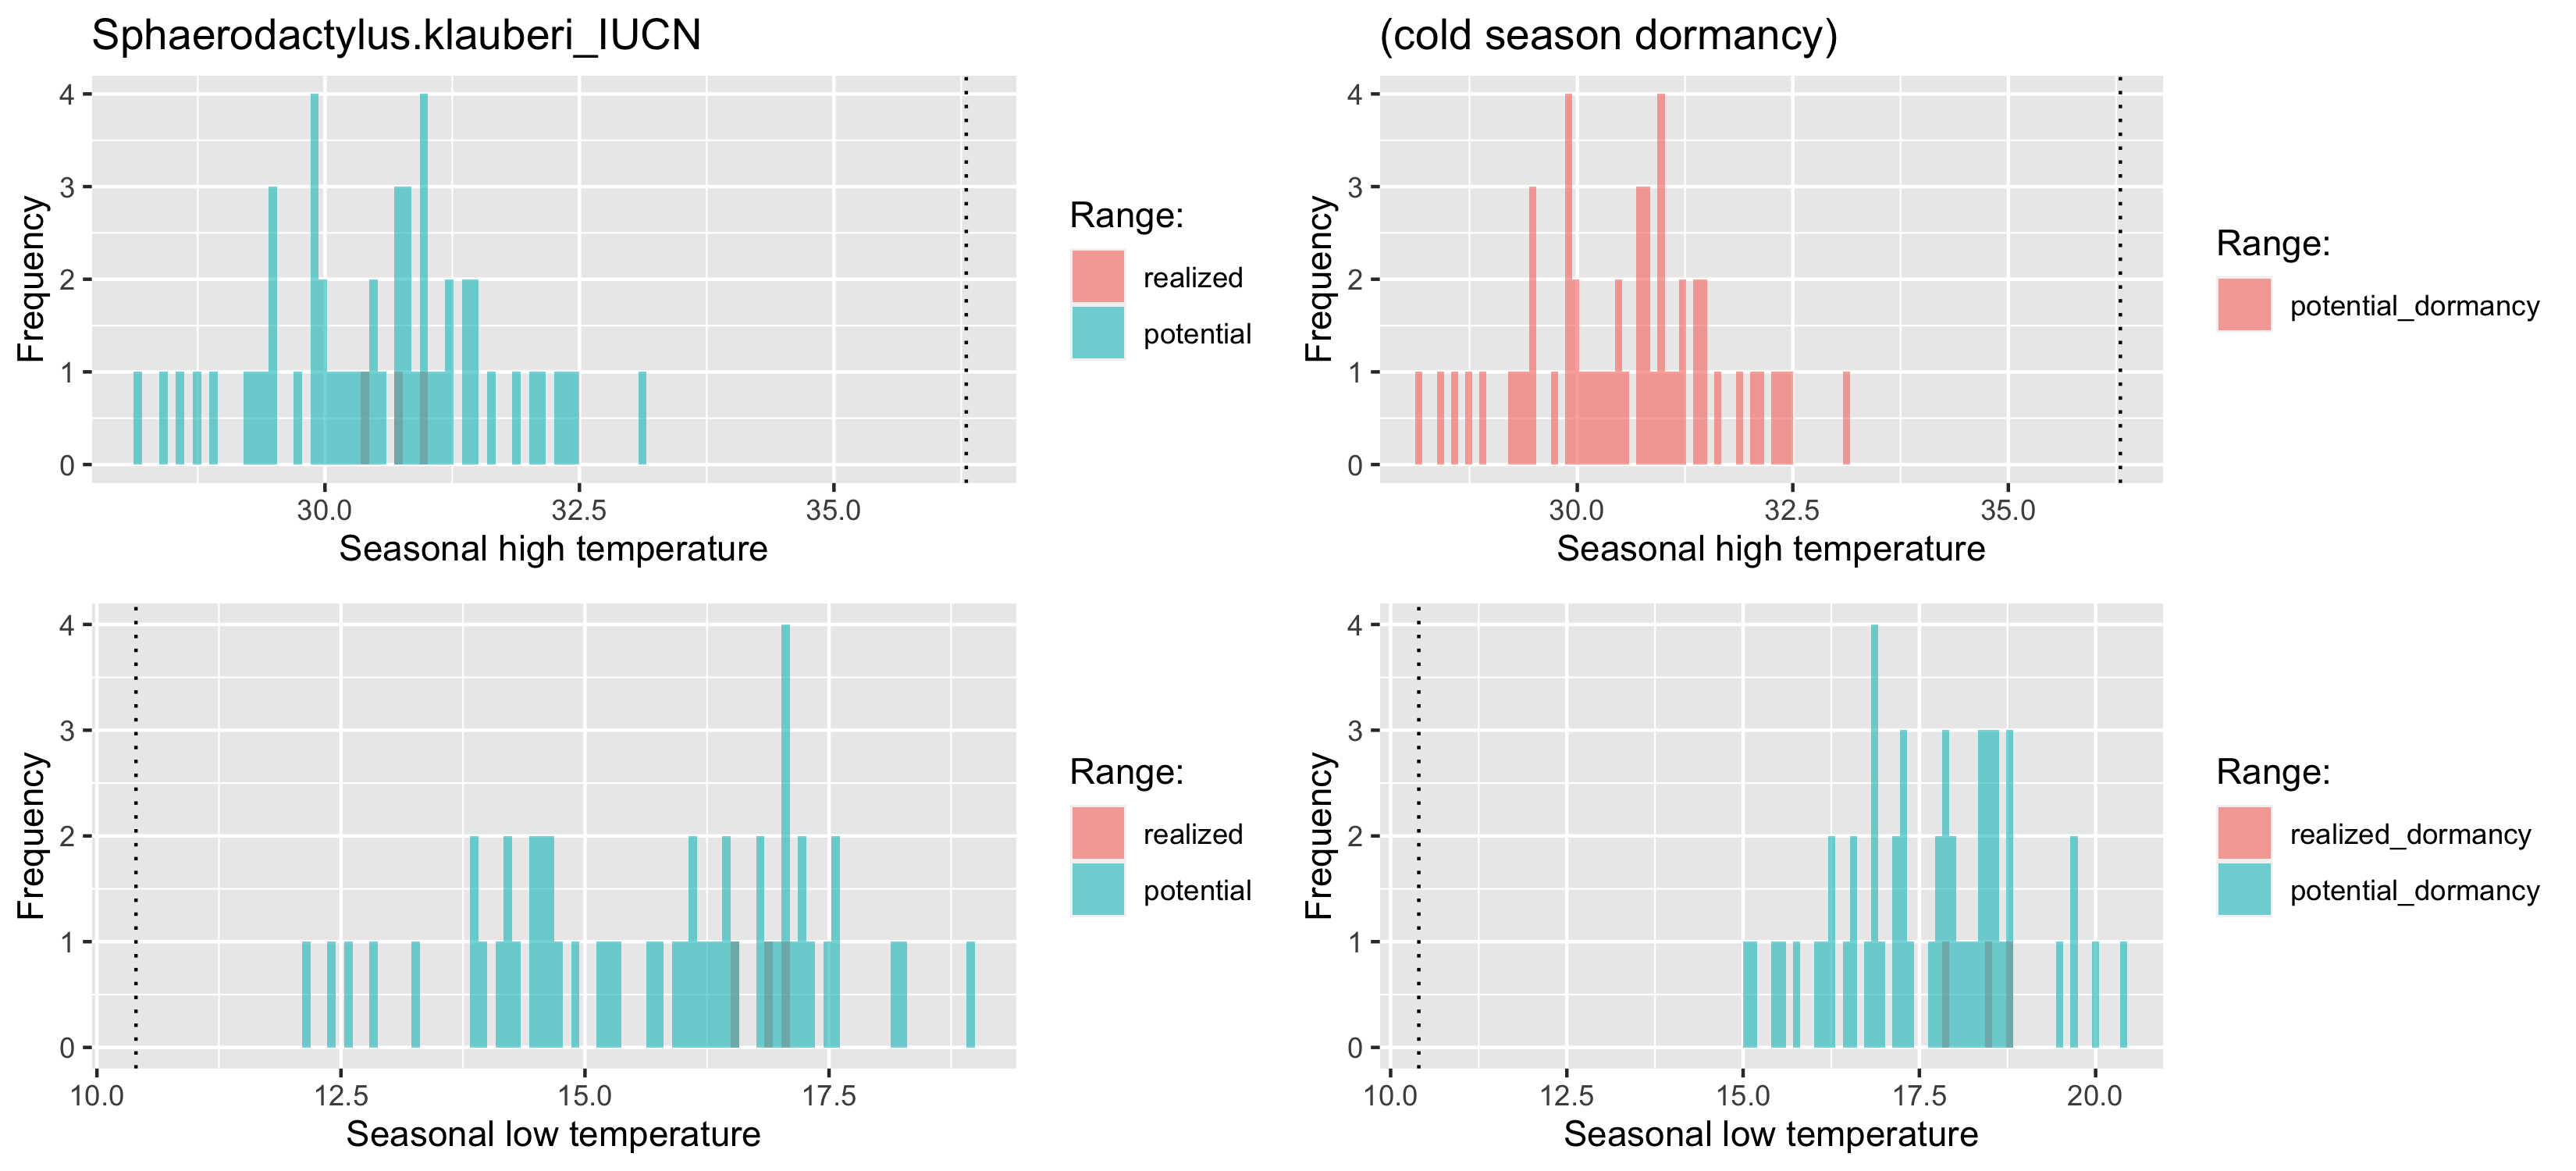 Sphaerodactylus.klauberi_IUCN
4
3
2
1
0
Frequency
30.0 32.5 35.0
Seasonal high temperature
Range:
realized
potential
(cold season dormancy)
4
3
2
1
0
Frequency
30.0 32.5 35.0
Seasonal high temperature
Range:
potential_dormancy
4
3
2
1
0
Frequency
10.0 12.5 15.0 17.5
Seasonal low temperature
Range:
realized
potential
4
3
2
1
0
Frequency
10.0 12.5 15.0 17.5 20.0
Seasonal low temperature
Range:
realized_dormancy
potential_dormancy